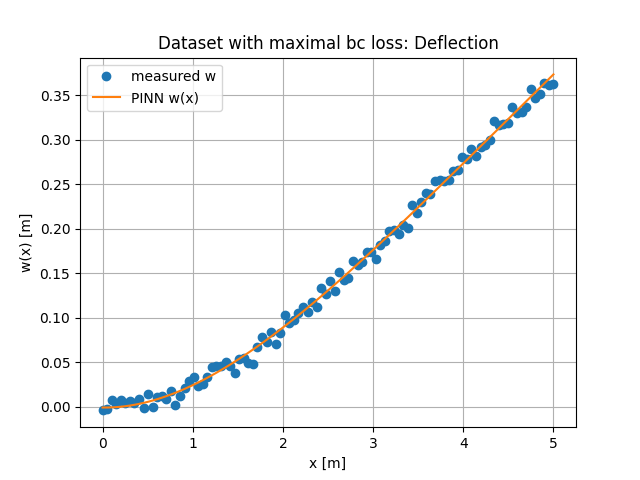 Dataset with maximal bc loss: Deflection
measured w
PINN w(x)
w(x) [m]
0.35
0.30
0.25
0.20
0.15
0.10
0.05
0.00
0 1 2 3 4 5
x [m]